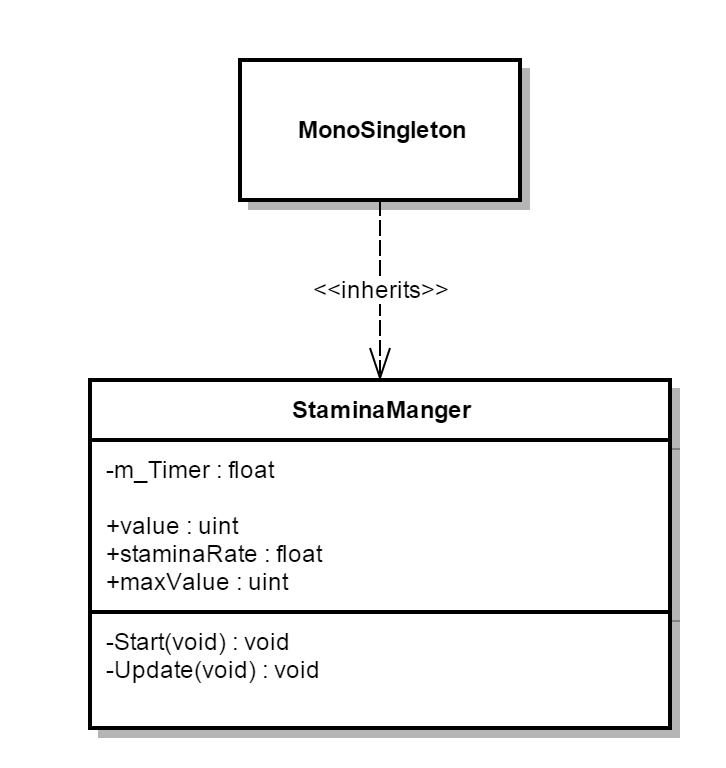 MonoSingleton
<<inherits>>
StaminaManger
-m_Timer : float
+value : uint
+staminaRate : float
+maxValue : uint
-Start(void) : void
-Update(void) : void